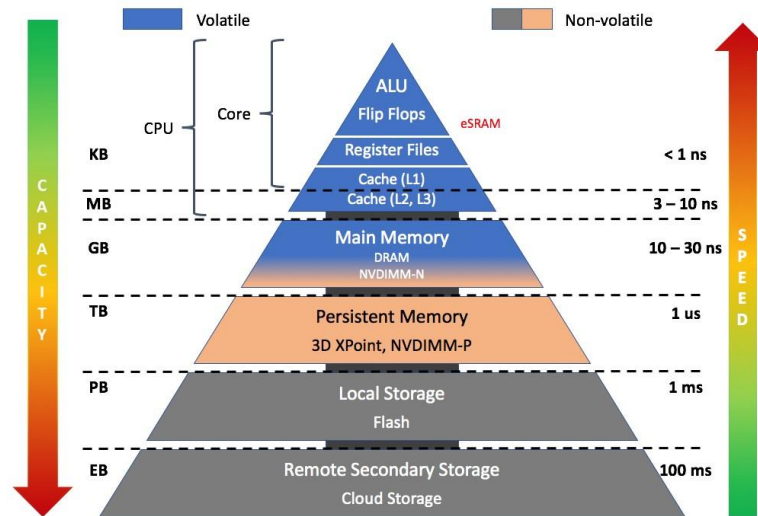 Volatile
Non-volatile
CAPACITY
SPEED
CPU
Core
ALU
Flip Flops
eSRAM
Register Files
KB
< 1 ns
Cache (L1)
MB
Cache (L2, L3)
3 – 10 ns
GB
Main Memory
10 – 30 ns
DRAM
NVDIMM-N
TB
Persistent Memory
1 us
3D XPoint, NVDIMM-P
PB
Local Storage
1 ms
Flash
EB
Remote Secondary Storage
100 ms
Cloud Storage